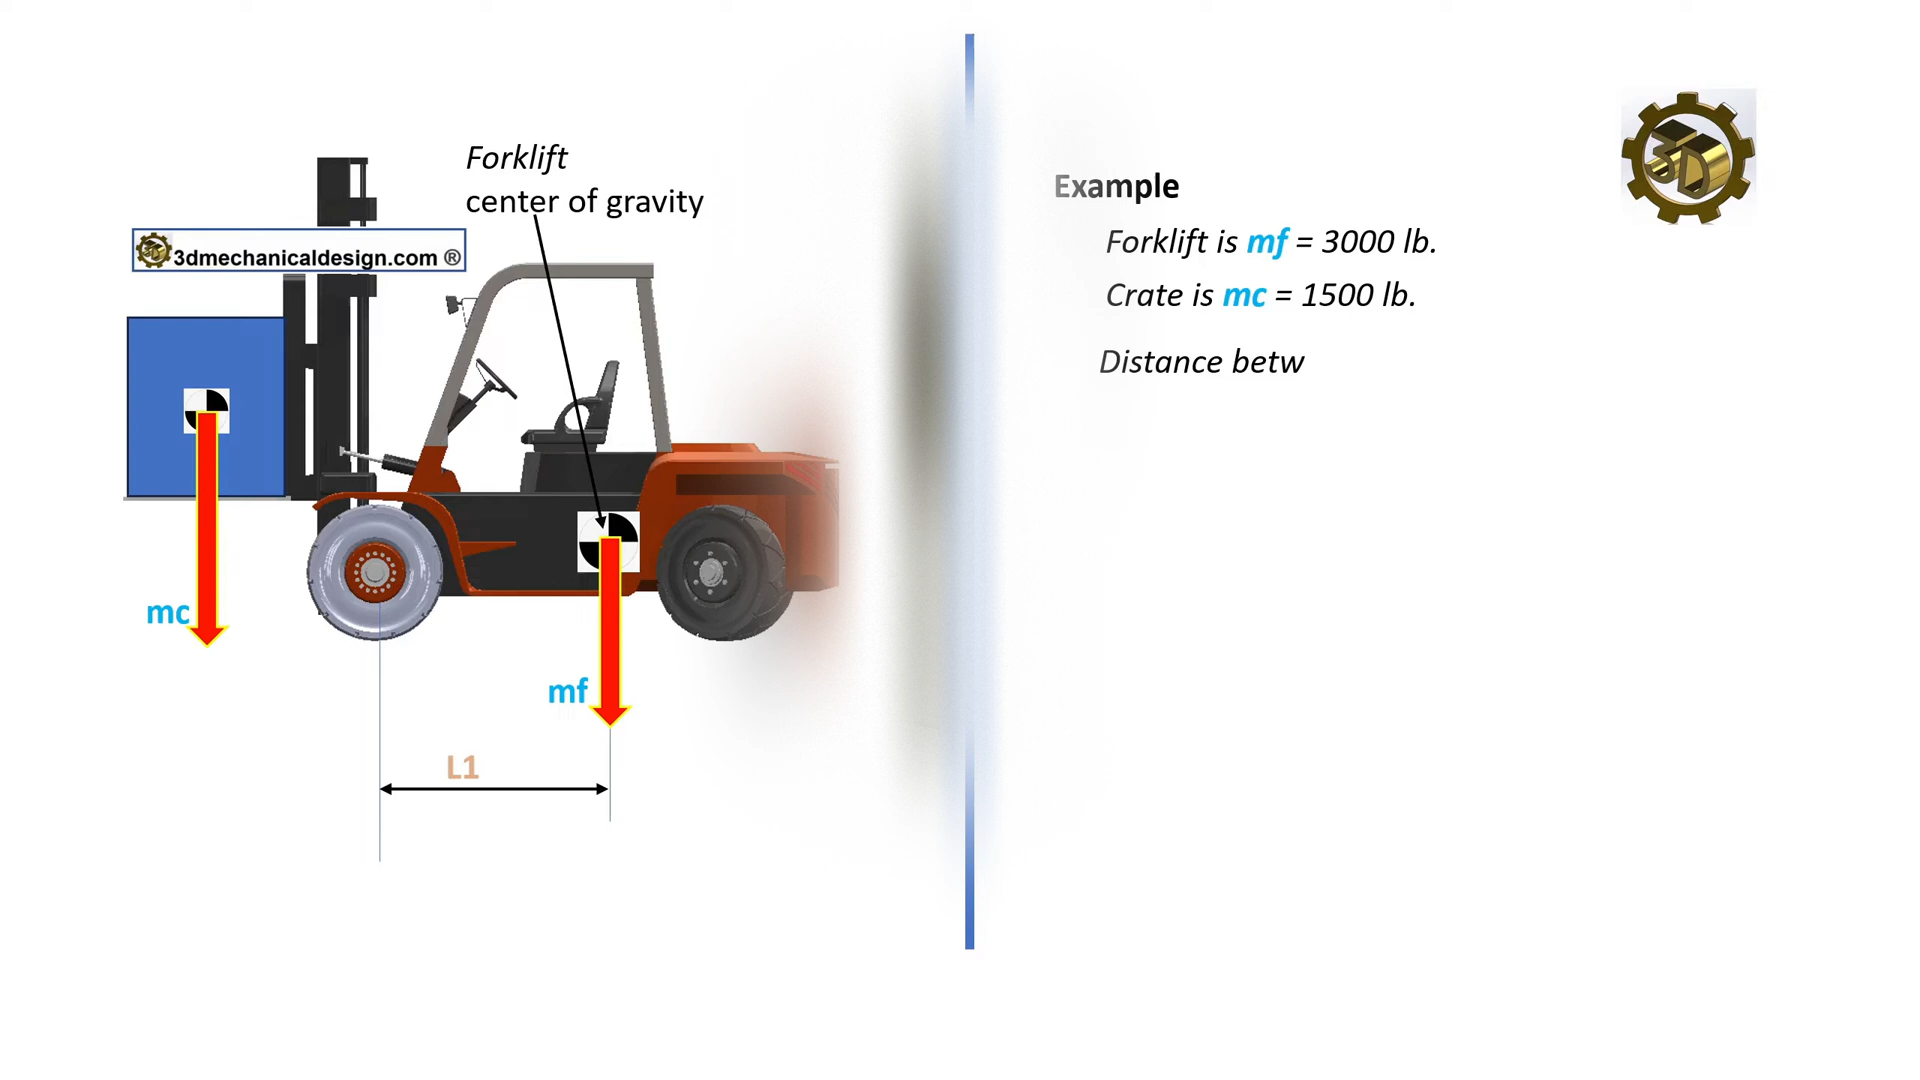 Forklift
center of gravity
3dmechanicaldesign.com ®
mc
mf
L1
3D
Example
Forklift is mf = 3000 lb.
Crate is mc = 1500 lb.
Distance betw